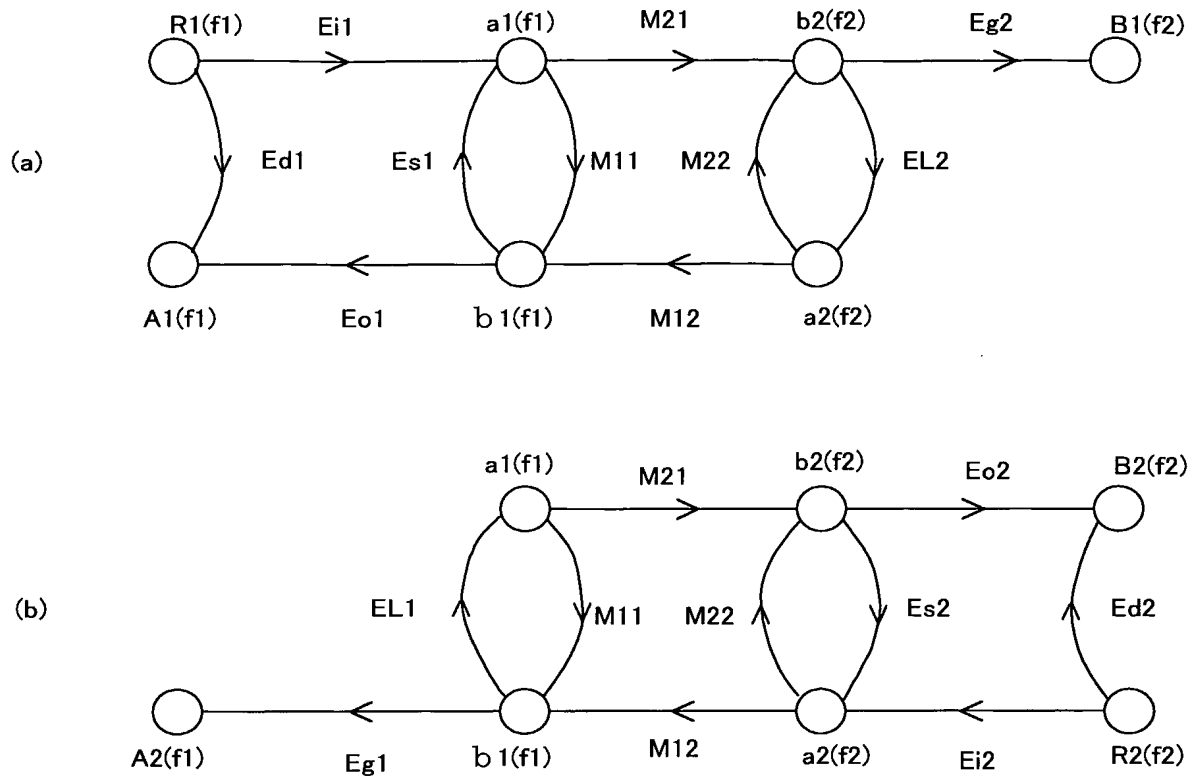 R1(f1) Ei1 a1(f1) M21 b2(f2) Eg2 B1(f2)
(a) Ed1 Es1 M11 M22 EL2
A1(f1) Eo1 b1(f1) M12 a2(f2)
a1(f1) M21 b2(f2) Eo2 B2(f2)
(b) EL1 M11 M22 Es2 Ed2
A2(f1) Eg1 b1(f1) M12 a2(f2) Ei2 R2(f2)